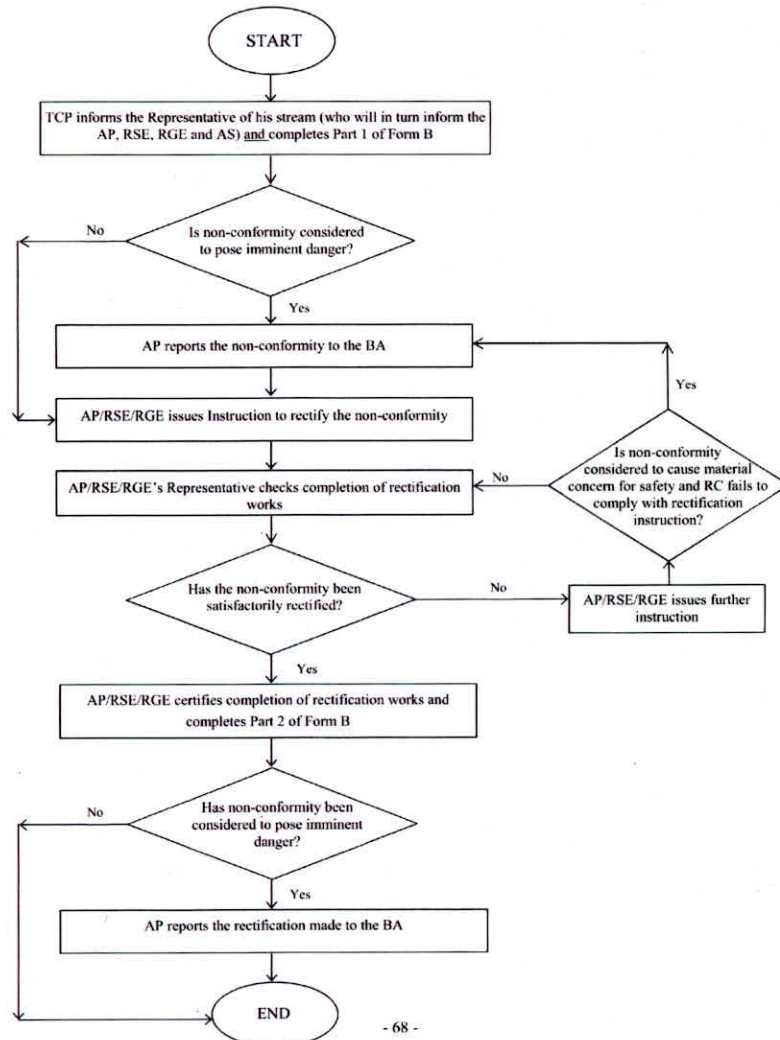 START
TCP informs the Representative of his stream (who will in turn inform the
AP, RSE, RGE and AS) and completes Part 1 of Form B
No
Is non-conformity considered
to pose imminent danger?
Yes
AP reports the non-conformity to the BA
Yes
AP/RSE/RGE issues Instruction to rectify the non-conformity
Is non-conformity
considered to cause material
concern for safety and RC fails to
comply with rectification
instruction?
No
AP/RSE/RGE's Representative checks completion of rectification
works
Has the non-conformity been
satisfactorily rectified?
No
AP/RSE/RGE issues further
instruction
Yes
AP/RSE/RGE certifies completion of rectification works and
completes Part 2 of Form B
No
Has non-conformity been
considered to pose imminent
danger?
Yes
AP reports the rectification made to the BA
END
- 68 -